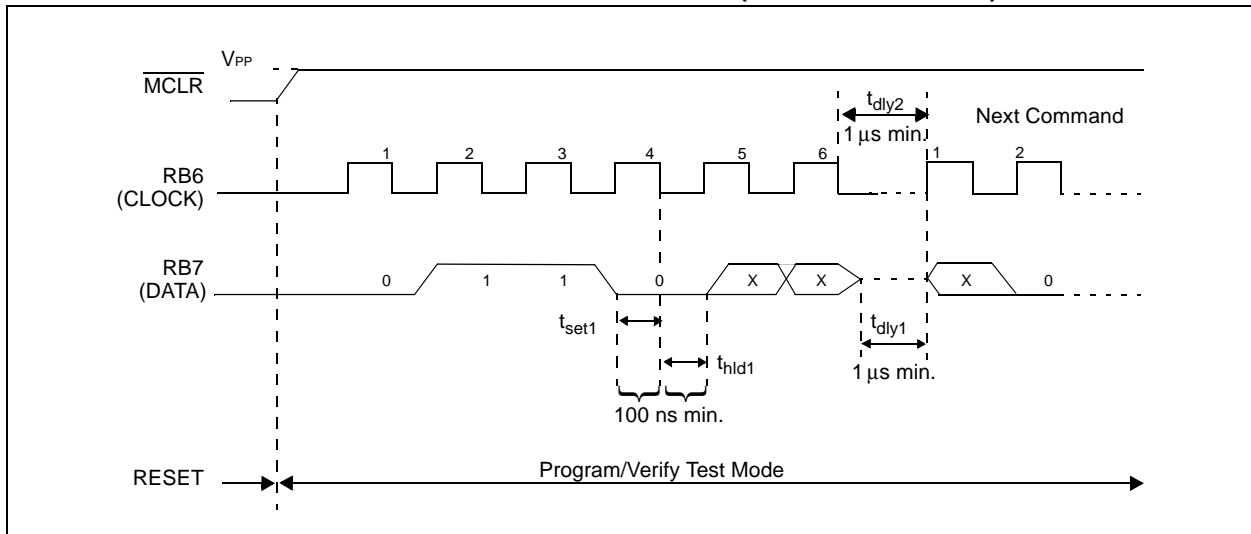 VPP
MCLR
tdly2
Next Command
1 μs min.
1 2 3 4 5 6 1 2
RB6
(CLOCK)
RB7
(DATA)
0 1 1 0 X X X 0
tset1
thld1
tdly1
1 μs min.
100 ns min.
RESET
Program/Verify Test Mode